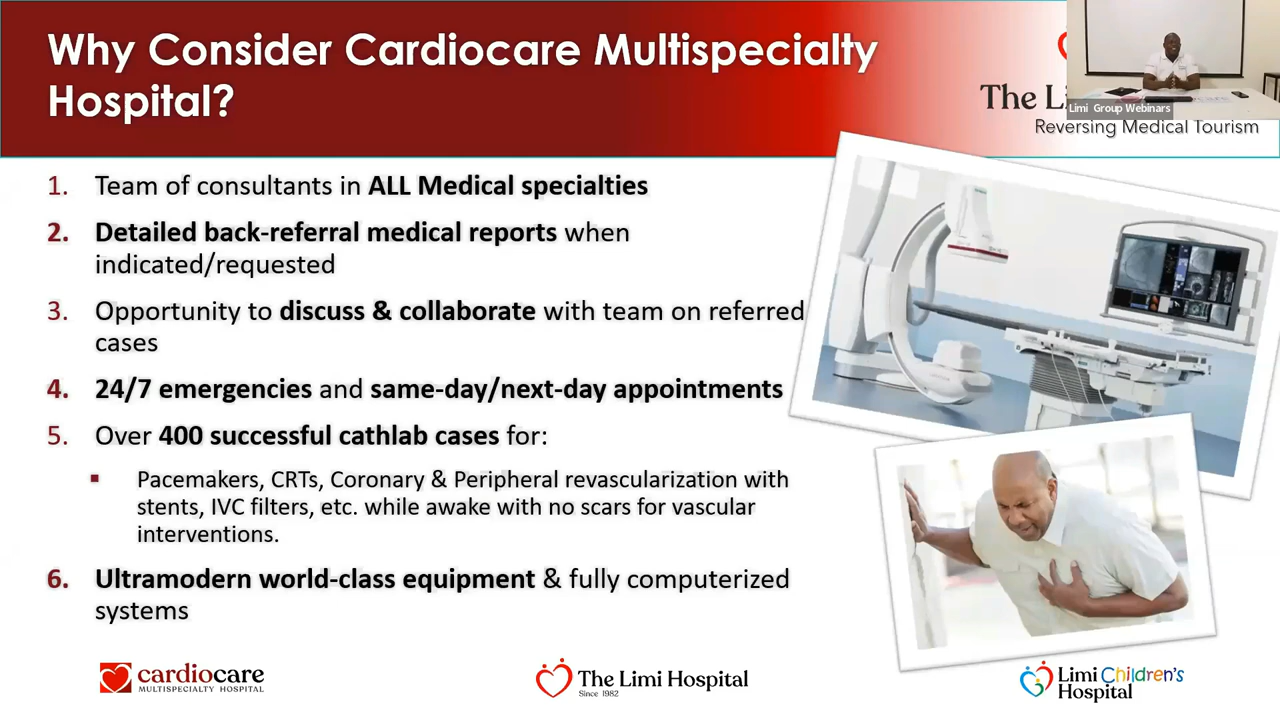 Why Consider Cardiocare Multispecialty
Hospital?
The Li
Limi Group Webinars
Reversing Medical Tourism
1. Team of consultants in ALL Medical specialties
2. Detailed back-referral medical reports when
indicated/requested
3. Opportunity to discuss & collaborate with team on referred
cases
4. 24/7 emergencies and same-day/next-day appointments
5. Over 400 successful cathlab cases for:
▪ Pacemakers, CRTs, Coronary & Peripheral revascularization with
stents, IVC filters, etc. while awake with no scars for vascular
interventions.
6. Ultramodern world-class equipment & fully computerized
systems
cardiocare
MULTISPECIALTY HOSPITAL
The Limi Hospital
Since 1982
Limi Children's
Hospital